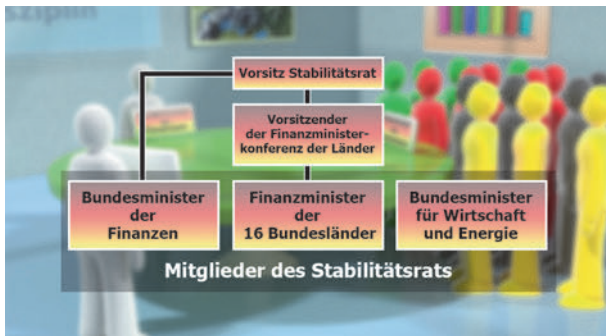 sziplin
Vorsitz Stabilitätsrat
Vorsitzender
der Finanzminister-
konferenz der Länder
Bundesminister
der
Finanzen
Finanzminister
der
16 Bundesländer
Bundesminister
für Wirtschaft
und Energie
Mitglieder des Stabilitätsrats